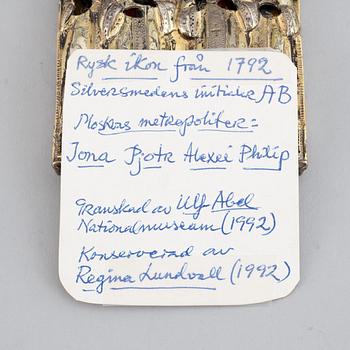 Rysk ikon från 1792
Silversmedens initialer AB
Moskvas metropoliter =
Jona Pjotr Alexei Philip
Granskad av Ulf Abel
Nationalmuseum (1992)
Konserverad av
Regina Lundvall (1992)